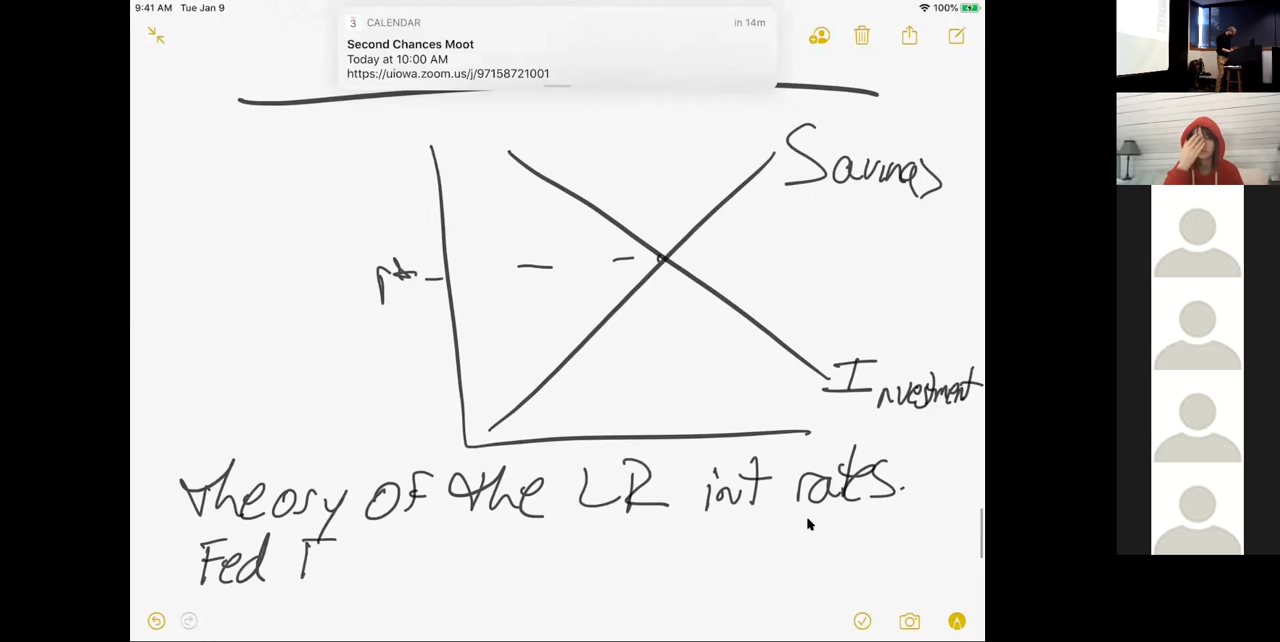 9:41 AM Tue Jan 9
100%
3 CALENDAR
in 14m
Second Chances Moot
Today at 10:00 AM
https://uiowa.zoom.us/j/97158721001
Savings
r*
Investment
theory of the LR int rates.
Fed I